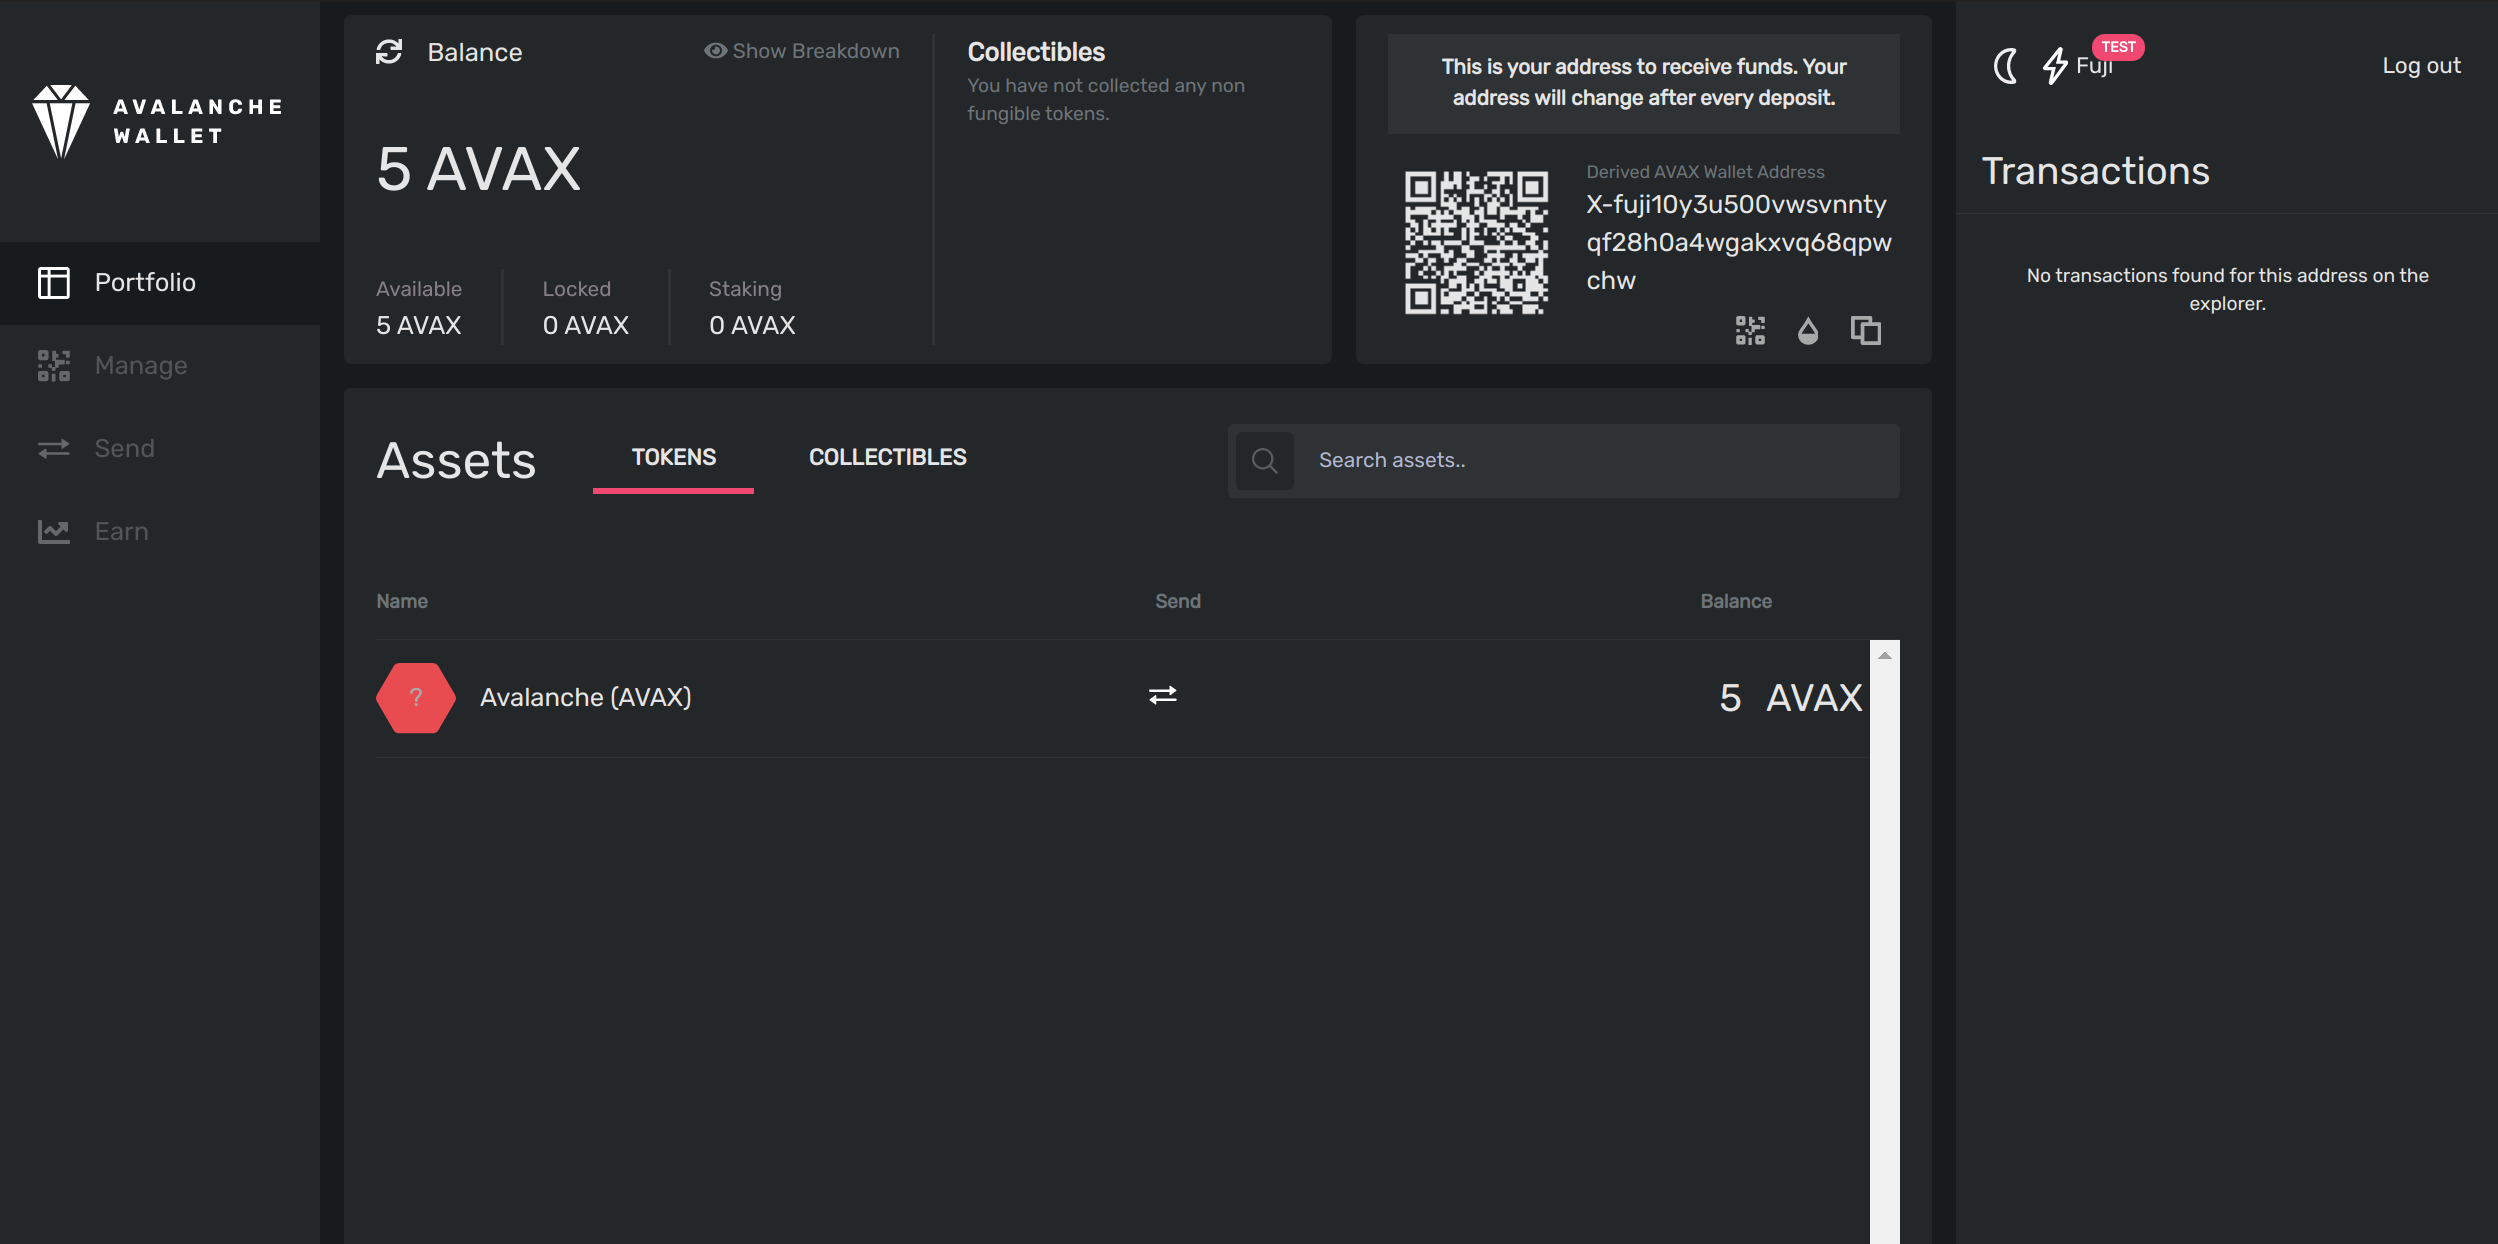 AVALANCHE
WALLET
Portfolio
Manage
Send
Earn
Balance
Show Breakdown
5 AVAX
Available
5 AVAX
Locked
0 AVAX
Staking
0 AVAX
Collectibles
You have not collected any non
fungible tokens.
This is your address to receive funds. Your
address will change after every deposit.
Derived AVAX Wallet Address
X-fuji10y3u500vwsvnnty
qf28h0a4wgakxvq68qpw
chw
Assets
TOKENS
COLLECTIBLES
Search assets..
Name
Send
Balance
?
Avalanche (AVAX)
5 AVAX
TEST
Fuji
Log out
Transactions
No transactions found for this address on the
explorer.